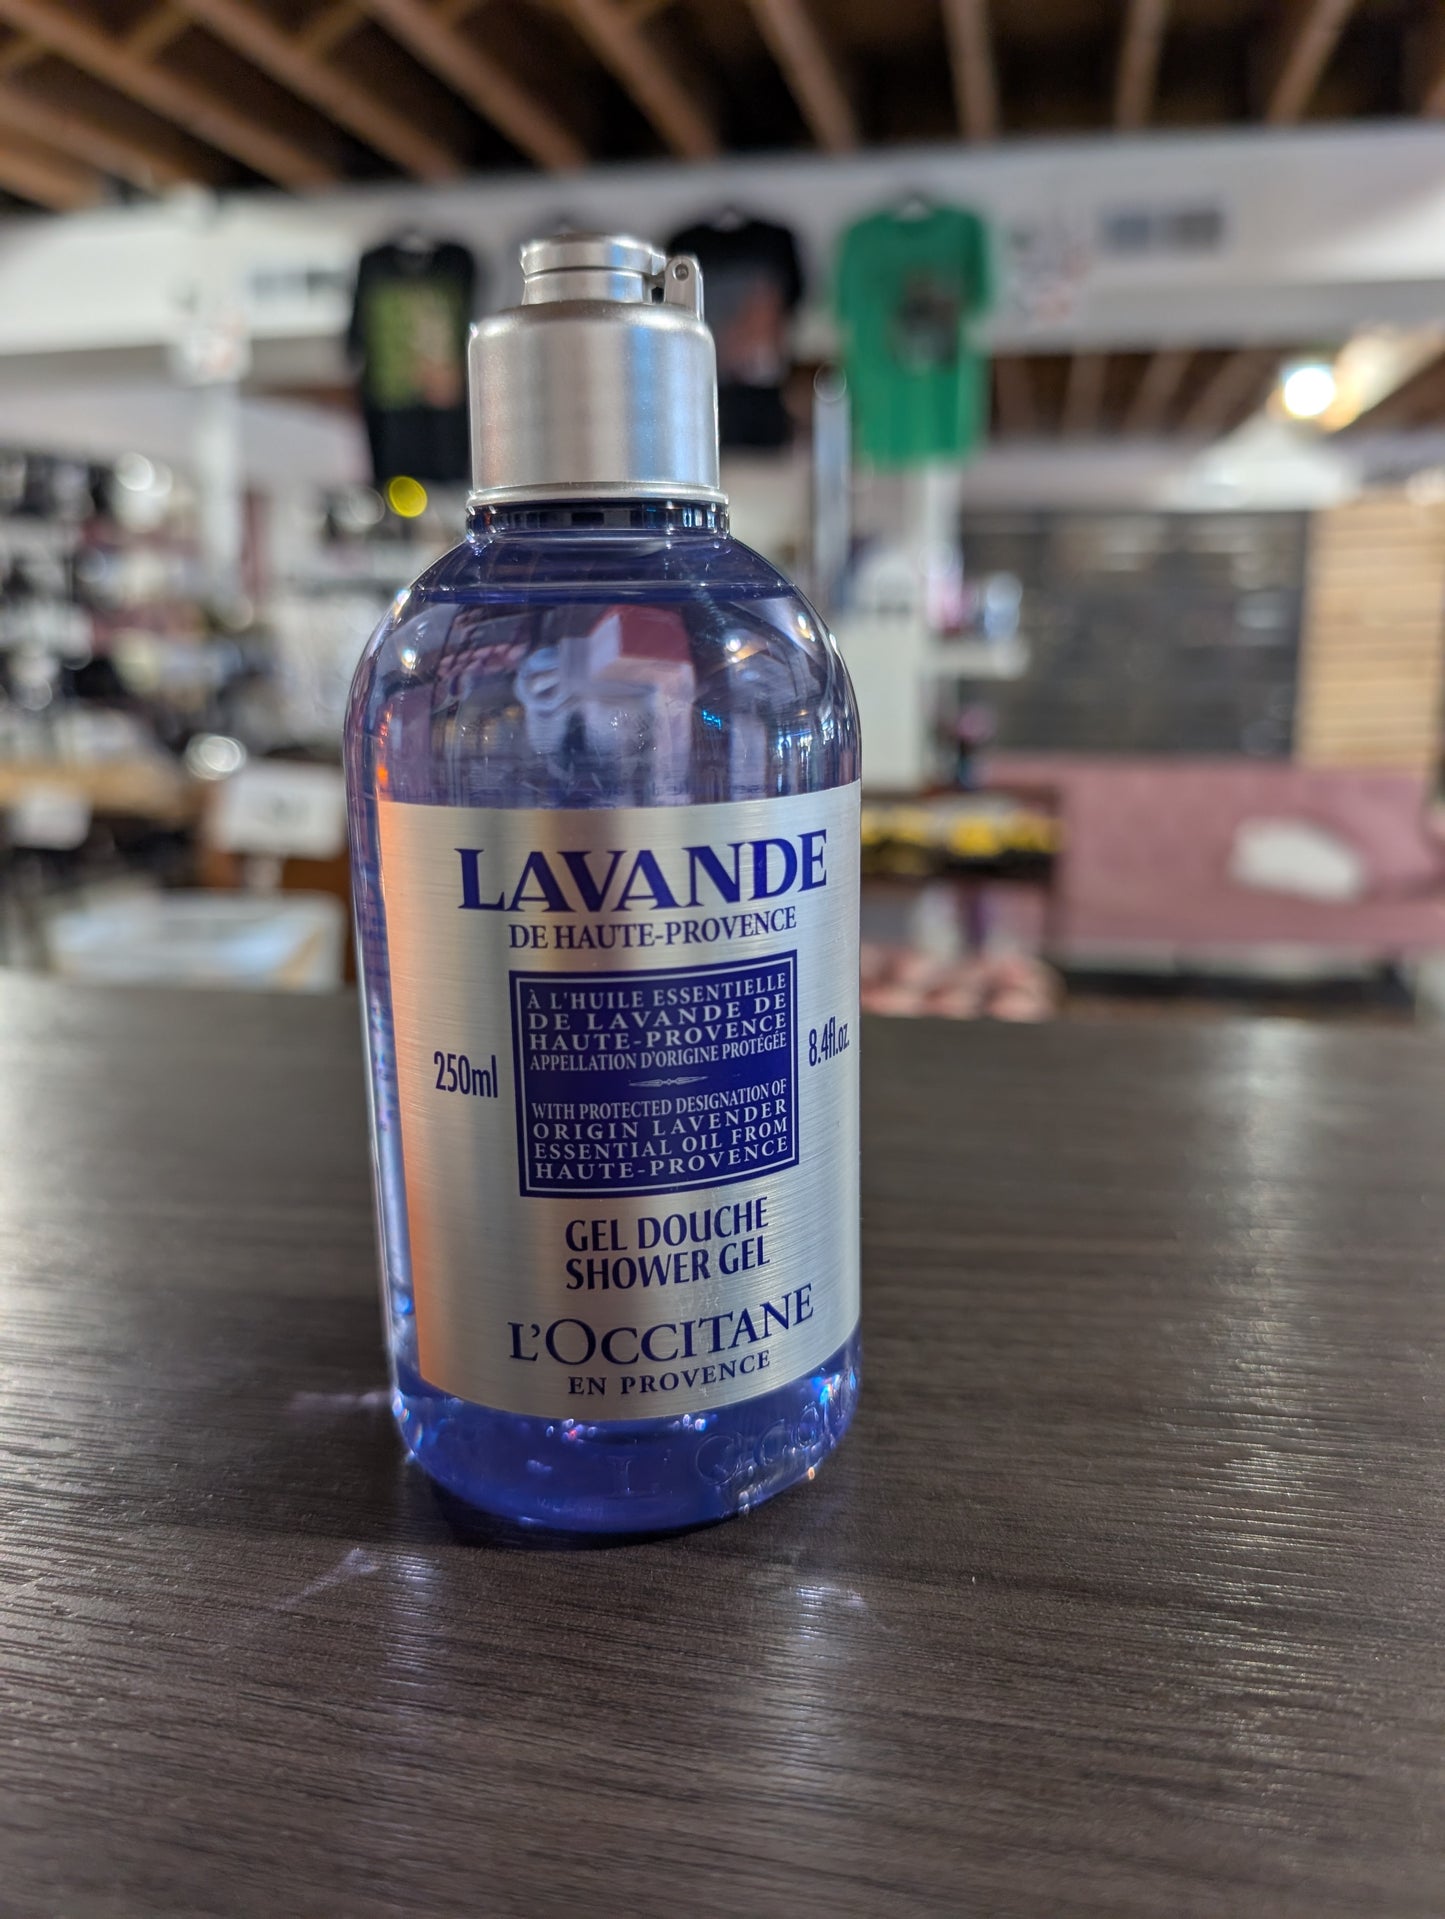 LAVANDE
DE HAUTE-PROVENCE
À L'HUILE ESSENTIELLE
DE LAVANDE DE
HAUTE-PROVENCE
APPELLATION D'ORIGINE PROTÉGÉE
WITH PROTECTED DESIGNATION OF
ORIGIN LAVENDER
ESSENTIAL OIL FROM
HAUTE-PROVENCE
250ml
8.4fl.oz.
GEL DOUCHE
SHOWER GEL
L'OCCITANE
EN PROVENCE